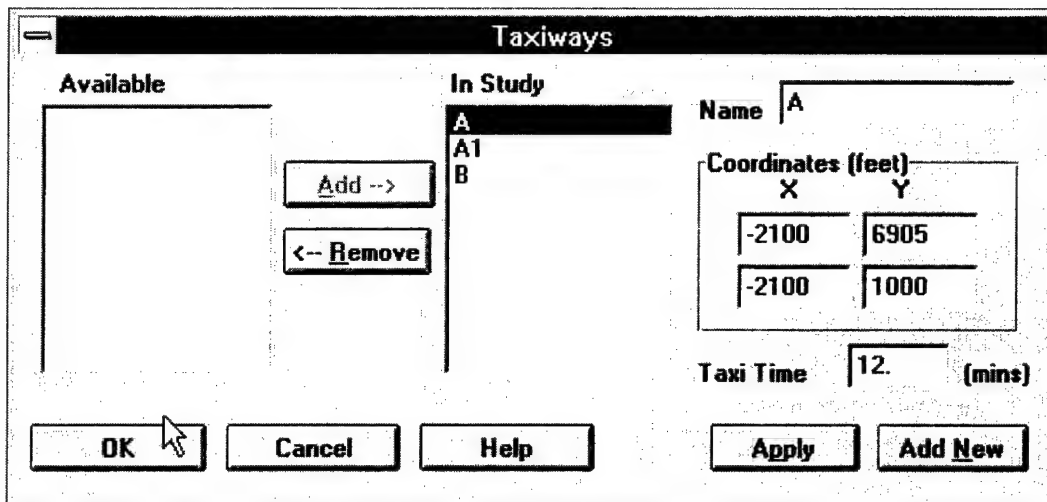 Taxiways
Available
In Study
A
A1
B
Add -->
<-- Remove
Name A
Coordinates (feet)
X Y
-2100 6905
-2100 1000
Taxi Time 12. (mins)
OK Cancel Help Apply Add New